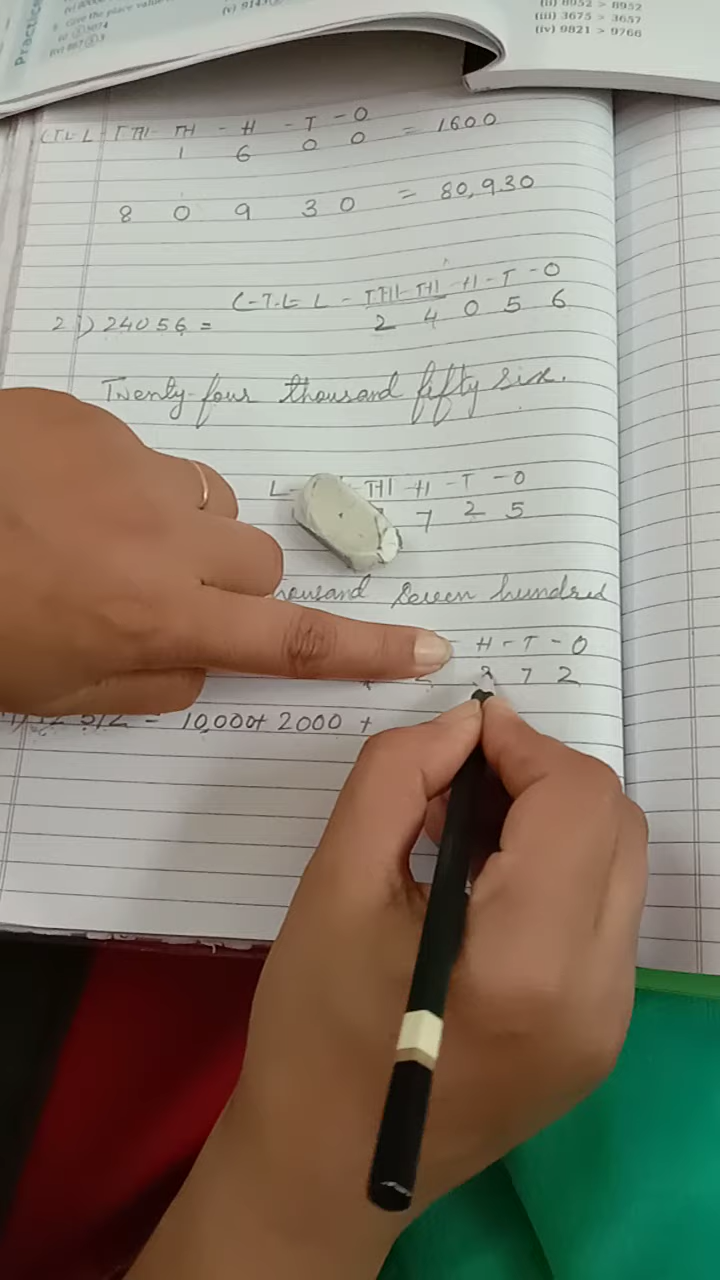 (ii) 8952 > 8952
(iii) 3675 > 3657
(iv) 9821 > 9766
Practice
TH - H - T - O
1 6 0 0 = 1600
8 0 9 3 0 = 80,930
L - TTH - TH - H - T - O
2 1) 24056 = 2 4 0 5 6
Twenty-four thousand fifty six.
L - TH - H - T - O
7 2 5
thousand Seven hundred
H - T - O
7 2
= 10,000+ 2000 +